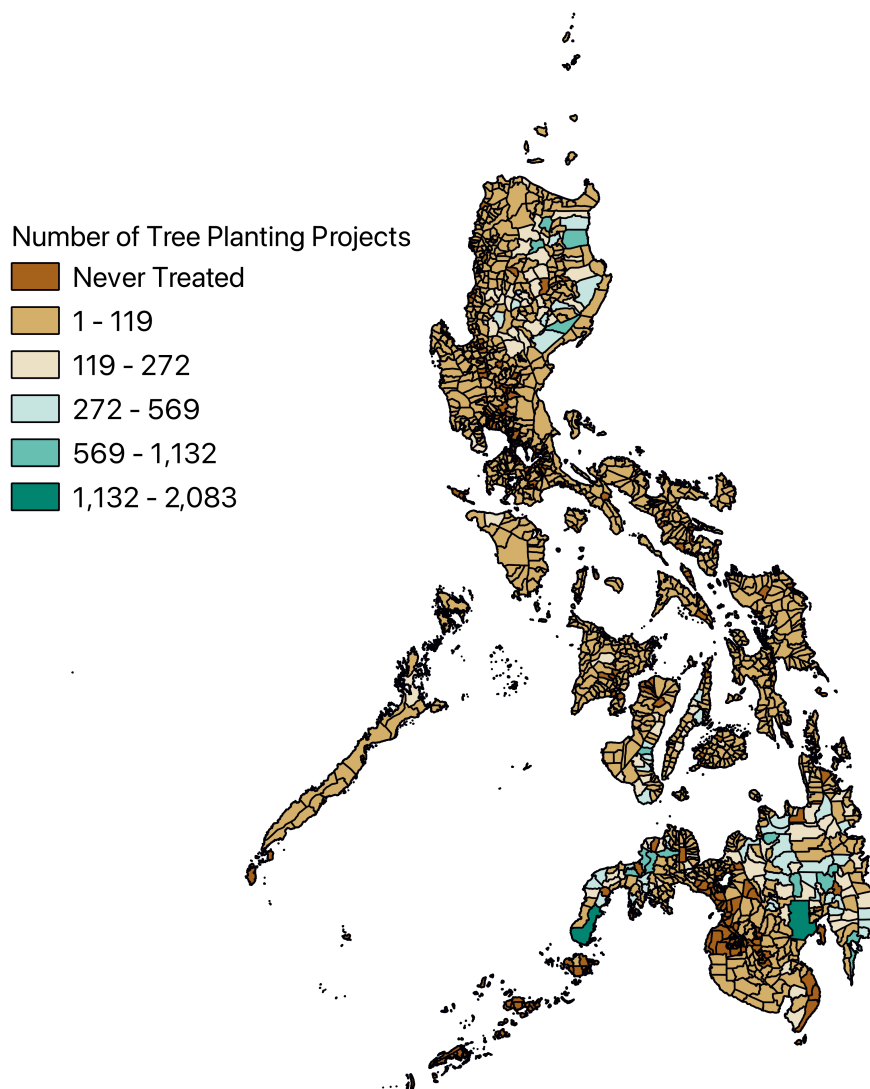 Number of Tree Planting Projects
Never Treated
1 - 119
119 - 272
272 - 569
569 - 1,132
1,132 - 2,083